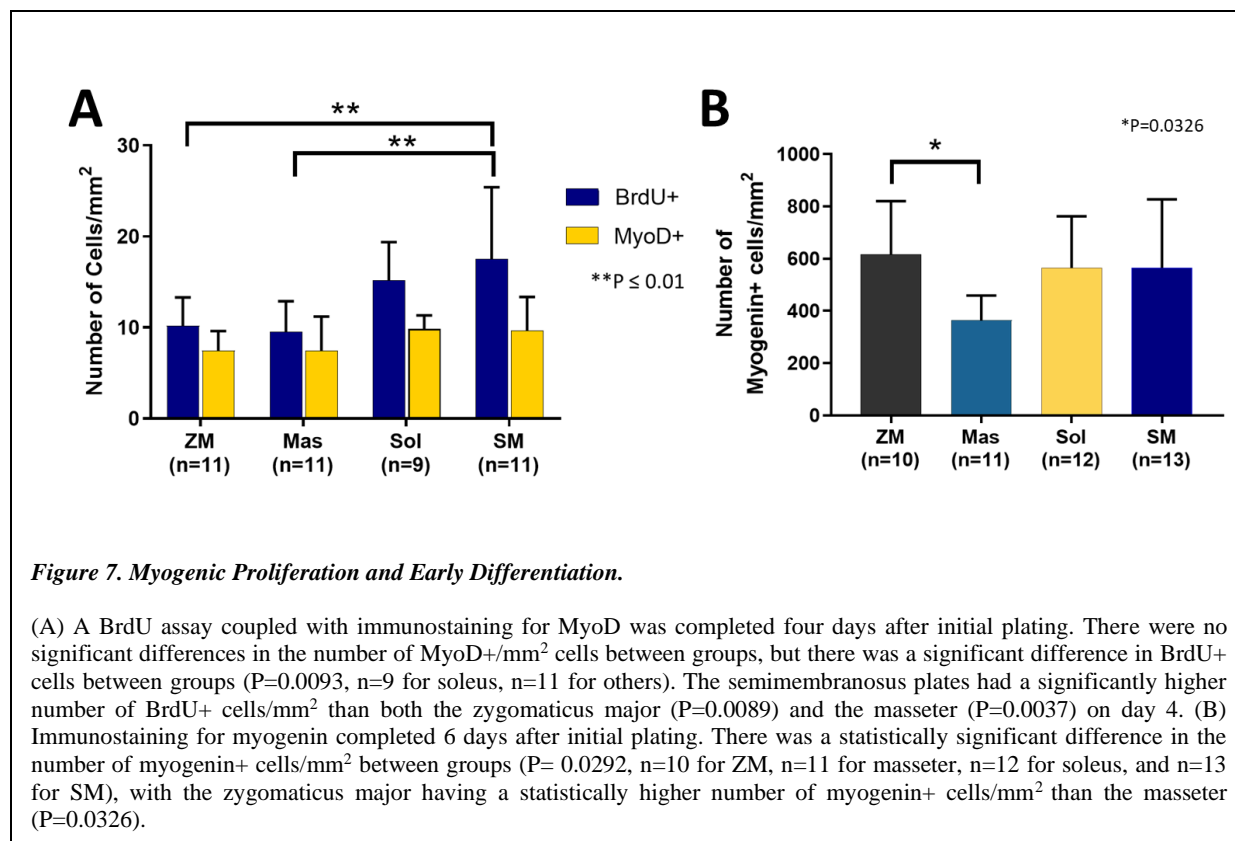 A
**
**
Number of Cells/mm²
30
20
10
0
ZM
(n=11)
Mas
(n=11)
Sol
(n=9)
SM
(n=11)
BrdU+
MyoD+
**P ≤ 0.01
B
*P=0.0326
*
Number of
Myogenin+ cells/mm²
1000
800
600
400
200
0
ZM
(n=10)
Mas
(n=11)
Sol
(n=12)
SM
(n=13)
Figure 7. Myogenic Proliferation and Early Differentiation.
(A) A BrdU assay coupled with immunostaining for MyoD was completed four days after initial plating. There were no
significant differences in the number of MyoD+/mm² cells between groups, but there was a significant difference in BrdU+
cells between groups (P=0.0093, n=9 for soleus, n=11 for others). The semimembranosus plates had a significantly higher
number of BrdU+ cells/mm² than both the zygomaticus major (P=0.0089) and the masseter (P=0.0037) on day 4. (B)
Immunostaining for myogenin completed 6 days after initial plating. There was a statistically significant difference in the
number of myogenin+ cells/mm² between groups (P= 0.0292, n=10 for ZM, n=11 for masseter, n=12 for soleus, and n=13
for SM), with the zygomaticus major having a statistically higher number of myogenin+ cells/mm² than the masseter
(P=0.0326).